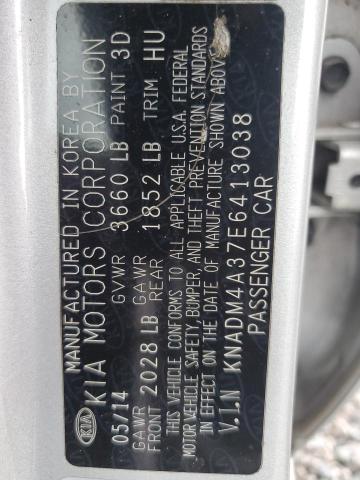 MANUFACTURED IN KOREA BY
KIA MOTORS CORPORATION
05/14 GVWR 3660 LB PAINT 3D
GAWR FRONT 2028 LB GAWR REAR 1852 LB TRIM HU
THIS VEHICLE CONFORMS TO ALL APPLICABLE U.S.A. FEDERAL
MOTOR VEHICLE SAFETY, BUMPER, AND THEFT PREVENTION STANDARDS
IN EFFECT ON THE DATE OF MANUFACTURE SHOWN ABOVE
V.I.N KNADM4A37E6413038
PASSENGER CAR
KIA